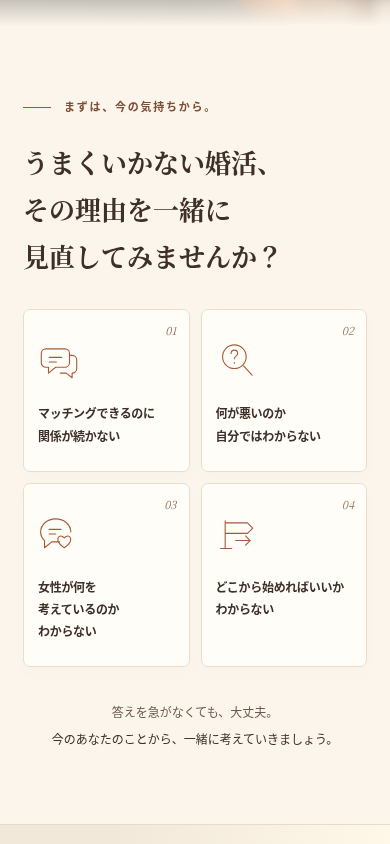 まずは、今の気持ちから。
うまくいかない婚活、
その理由を一緒に
見直してみませんか？
01
マッチングできるのに
関係が続かない
02
何が悪いのか
自分ではわからない
03
女性が何を
考えているのか
わからない
04
どこから始めればいいか
わからない
答えを急がなくても、大丈夫。
今のあなたのことから、一緒に考えていきましょう。